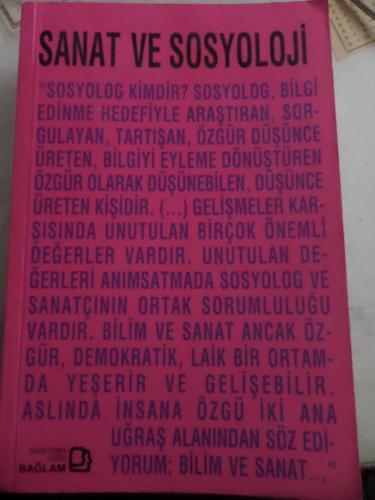 SANAT VE SOSYOLOJİ
"SOSYOLOG KİMDİR? SOSYOLOG, BİLGİ
EDİNME HEDEFİYLE ARAŞTIRAN, SOR-
GULAYAN, TARTIŞAN, ÖZGÜR DÜŞÜNCE
ÜRETEN, BİLGİYİ EYLEME DÖNÜŞTÜREN
ÖZGÜR OLARAK DÜŞÜNEBİLEN, DÜŞÜNCE
ÜRETEN KİŞİDİR. (...) GELİŞMELER KAR-
ŞISINDA UNUTULAN BİRÇOK ÖNEMLİ
DEĞERLER VARDIR. UNUTULAN DE-
ĞERLERİ ANIMSATMADA SOSYOLOG VE
SANATÇININ ORTAK SORUMLULUĞU
VARDIR. BİLİM VE SANAT ANCAK ÖZ-
GÜR, DEMOKRATİK, LAİK BİR ORTAM-
DA YEŞERİR VE GELİŞEBİLİR.
ASLINDA İNSANA ÖZGÜ İKİ ANA
UĞRAŞ ALANINDAN SÖZ EDİ-
YORUM; BİLİM VE SANAT..."
ARAŞTIRMA
DİZİSİ
BAĞLAM